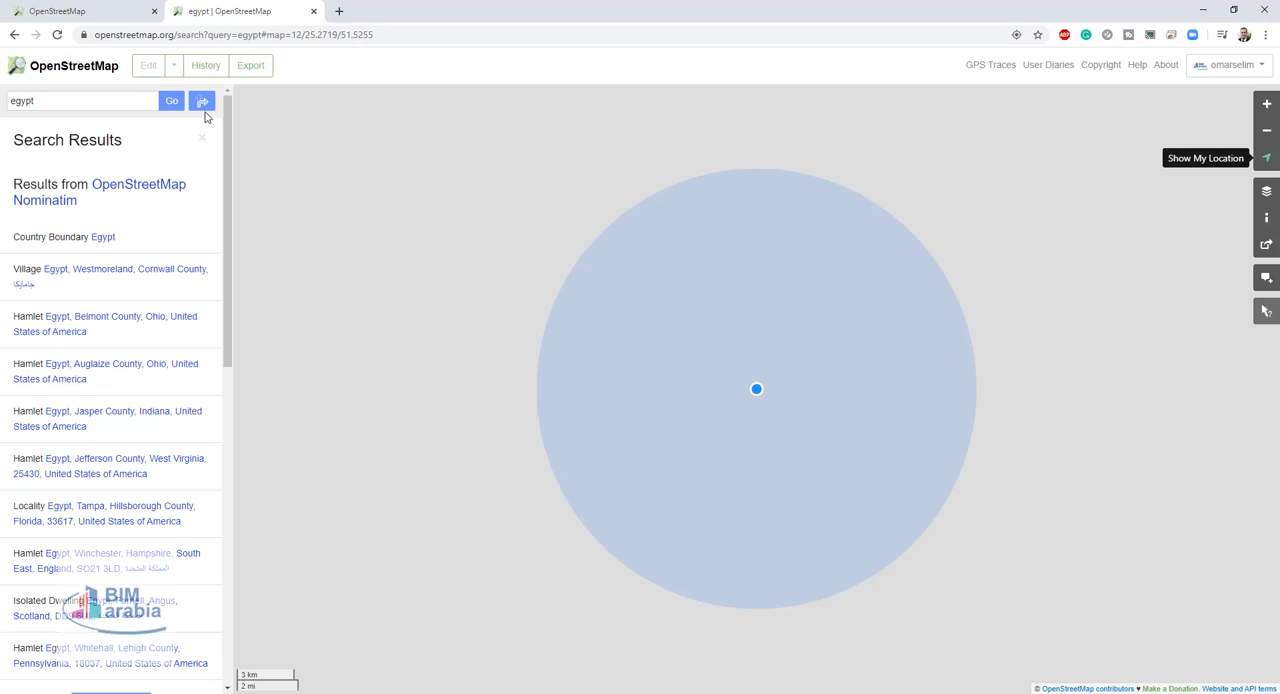 OpenStreetMap
egypt | OpenStreetMap
openstreetmap.org/search?query=egypt#map=12/25.2719/51.5255
OpenStreetMap
Edit
History
Export
GPS Traces
User Diaries
Copyright
Help
About
omarselim
egypt
Go
Search Results
Results from OpenStreetMap
Nominatim
Country Boundary Egypt
Village Egypt, Westmoreland, Cornwall County,
جامايكا
Hamlet Egypt, Belmont County, Ohio, United
States of America
Hamlet Egypt, Auglaize County, Ohio, United
States of America
Hamlet Egypt, Jasper County, Indiana, United
States of America
Hamlet Egypt, Jefferson County, West Virginia,
25430, United States of America
Locality Egypt, Tampa, Hillsborough County,
Florida, 33617, United States of America
Hamlet Egypt, Winchester, Hampshire, South
East, England, SO21 3LD, المملكة المتحدة
Isolated Dwelling Egypt, Angus,
Scotland,
BIM
arabia
Hamlet Egypt, Whitehall, Lehigh County,
Pennsylvania, 18037, United States of America
Show My Location
3 km
2 mi
© OpenStreetMap contributors ♥ Make a Donation. Website and API terms